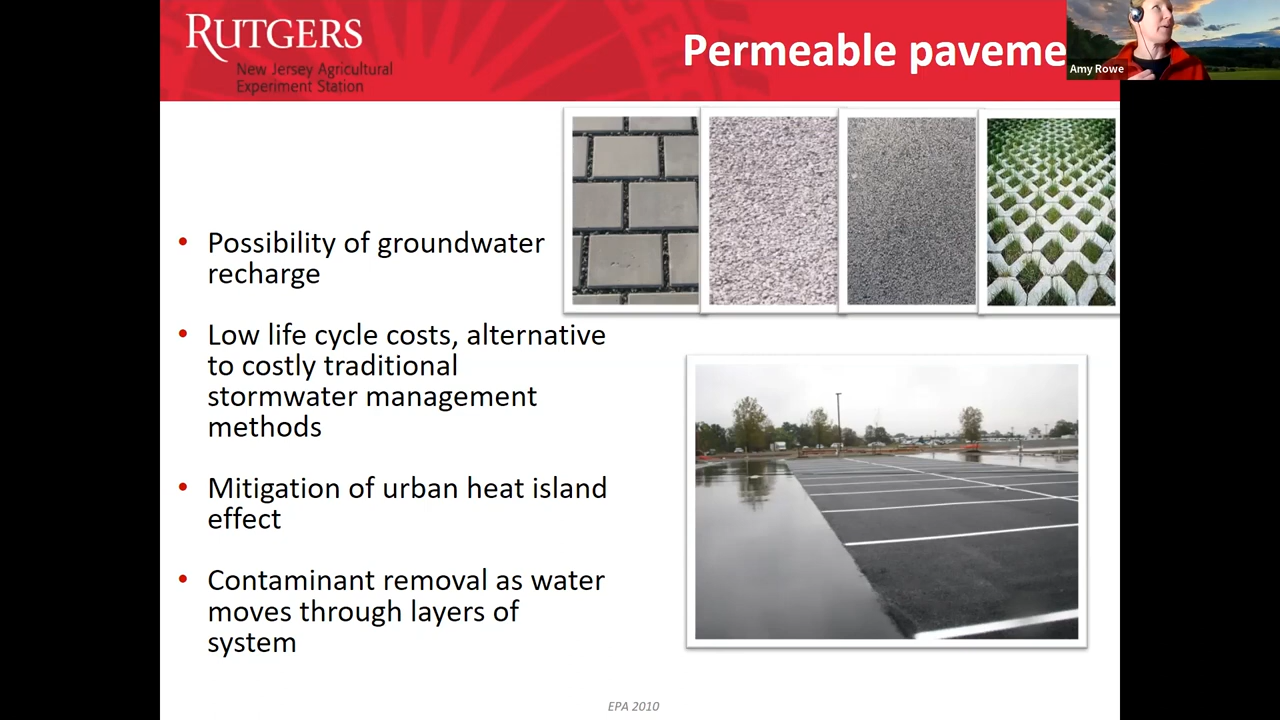 RUTGERS
New Jersey Agricultural
Experiment Station
Permeable paveme
Amy Rowe
• Possibility of groundwater
recharge
• Low life cycle costs, alternative
to costly traditional
stormwater management
methods
• Mitigation of urban heat island
effect
• Contaminant removal as water
moves through layers of
system
EPA 2010